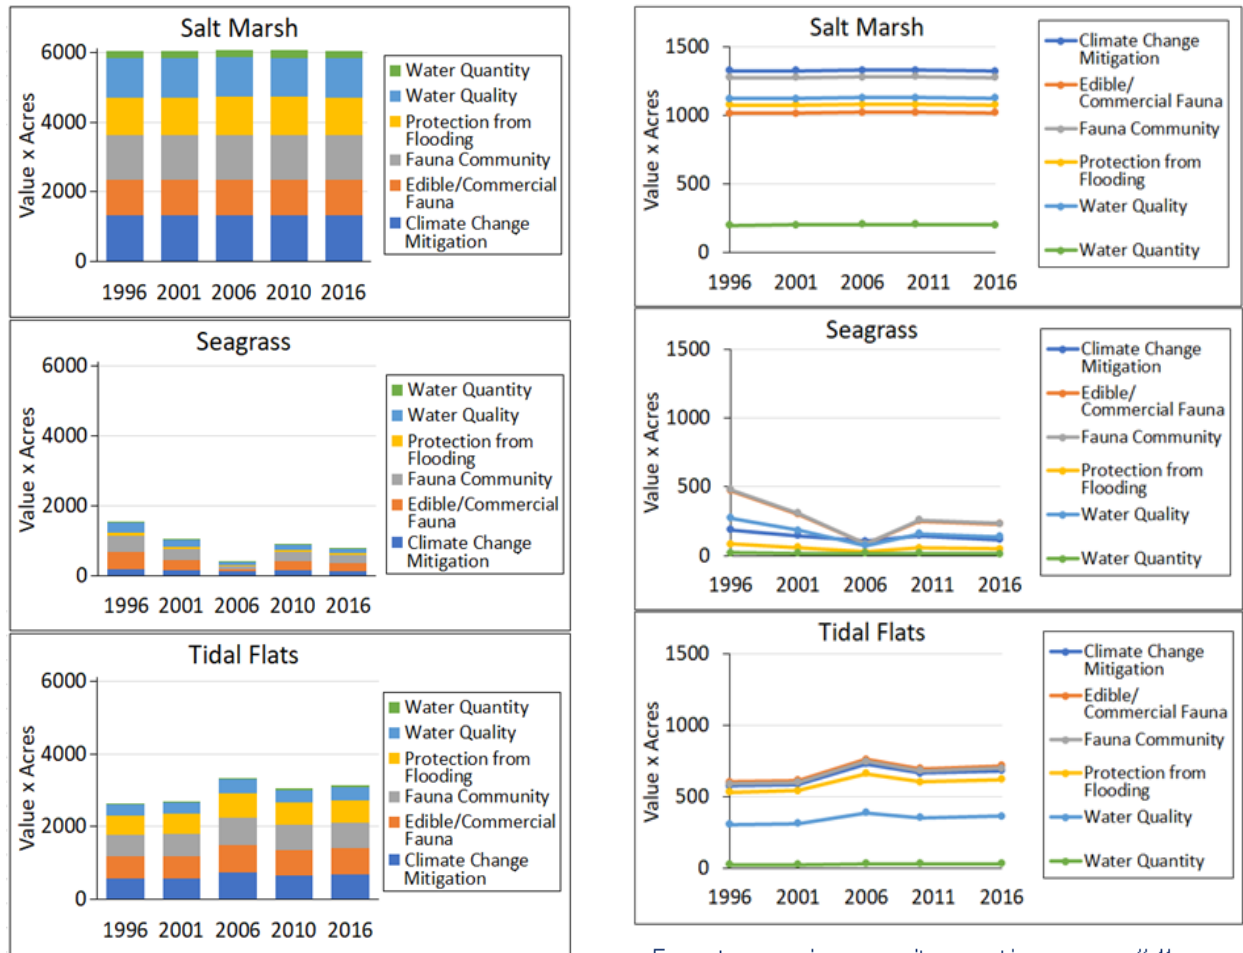 Salt Marsh
Value x Acres
6000
4000
2000
0
1996 2001 2006 2010 2016
Water Quantity
Water Quality
Protection from
Flooding
Fauna Community
Edible/Commercial
Fauna
Climate Change
Mitigation
Seagrass
Value x Acres
6000
4000
2000
0
1996 2001 2006 2010 2016
Water Quantity
Water Quality
Protection from
Flooding
Fauna Community
Edible/Commercial
Fauna
Climate Change
Mitigation
Tidal Flats
Value x Acres
6000
4000
2000
0
1996 2001 2006 2010 2016
Water Quantity
Water Quality
Protection from
Flooding
Fauna Community
Edible/Commercial
Fauna
Climate Change
Mitigation
Salt Marsh
Value x Acres
1500
1000
500
0
1996 2001 2006 2011 2016
Climate Change
Mitigation
Edible/
Commercial Fauna
Fauna Community
Protection from
Flooding
Water Quality
Water Quantity
Seagrass
Value x Acres
1500
1000
500
0
1996 2001 2006 2011 2016
Climate Change
Mitigation
Edible/
Commercial Fauna
Fauna Community
Protection from
Flooding
Water Quality
Water Quantity
Tidal Flats
Value x Acres
1500
1000
500
0
1996 2001 2006 2011 2016
Climate Change
Mitigation
Edible/
Commercial Fauna
Fauna Community
Protection from
Flooding
Water Quality
Water Quantity